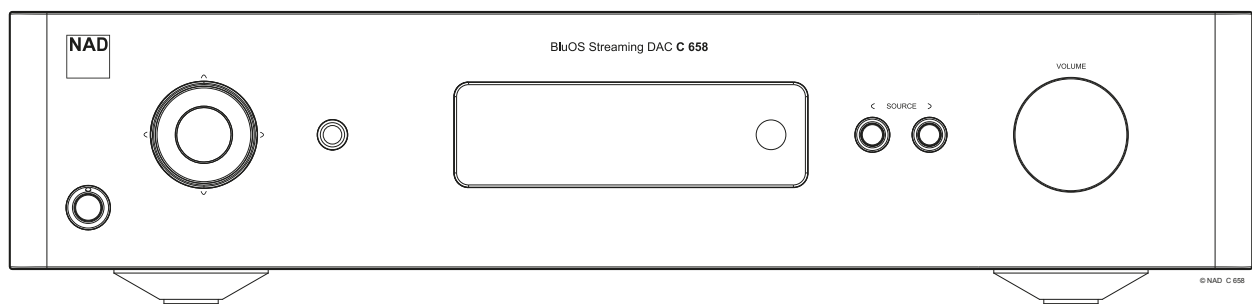 NAD
BluOS Streaming DAC C 658
VOLUME
< SOURCE >
© NAD C 658